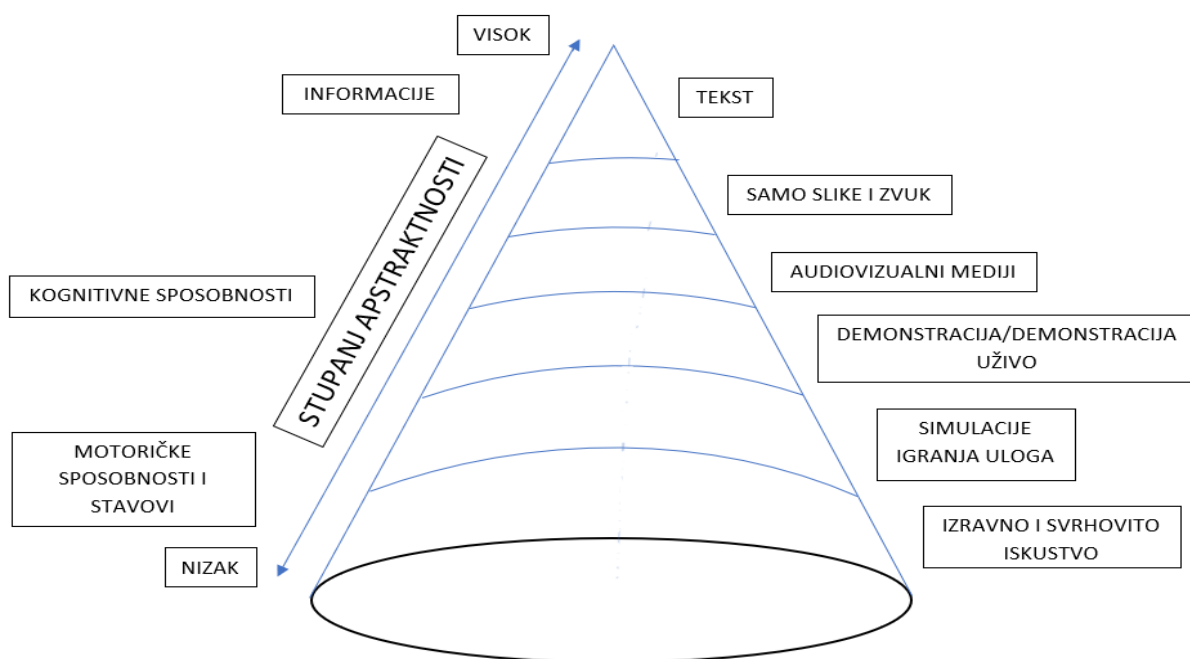 VISOK
INFORMACIJE
TEKST
STUPANJ APSTRAKTNOSTI
SAMO SLIKE I ZVUK
AUDIOVIZUALNI MEDIJI
KOGNITIVNE SPOSOBNOSTI
DEMONSTRACIJA/DEMONSTRACIJA
UŽIVO
SIMULACIJE
IGRANJA ULOGA
MOTORIČKE
SPOSOBNOSTI I
STAVOVI
IZRAVNO I SVRHOVITO
ISKUSTVO
NIZAK